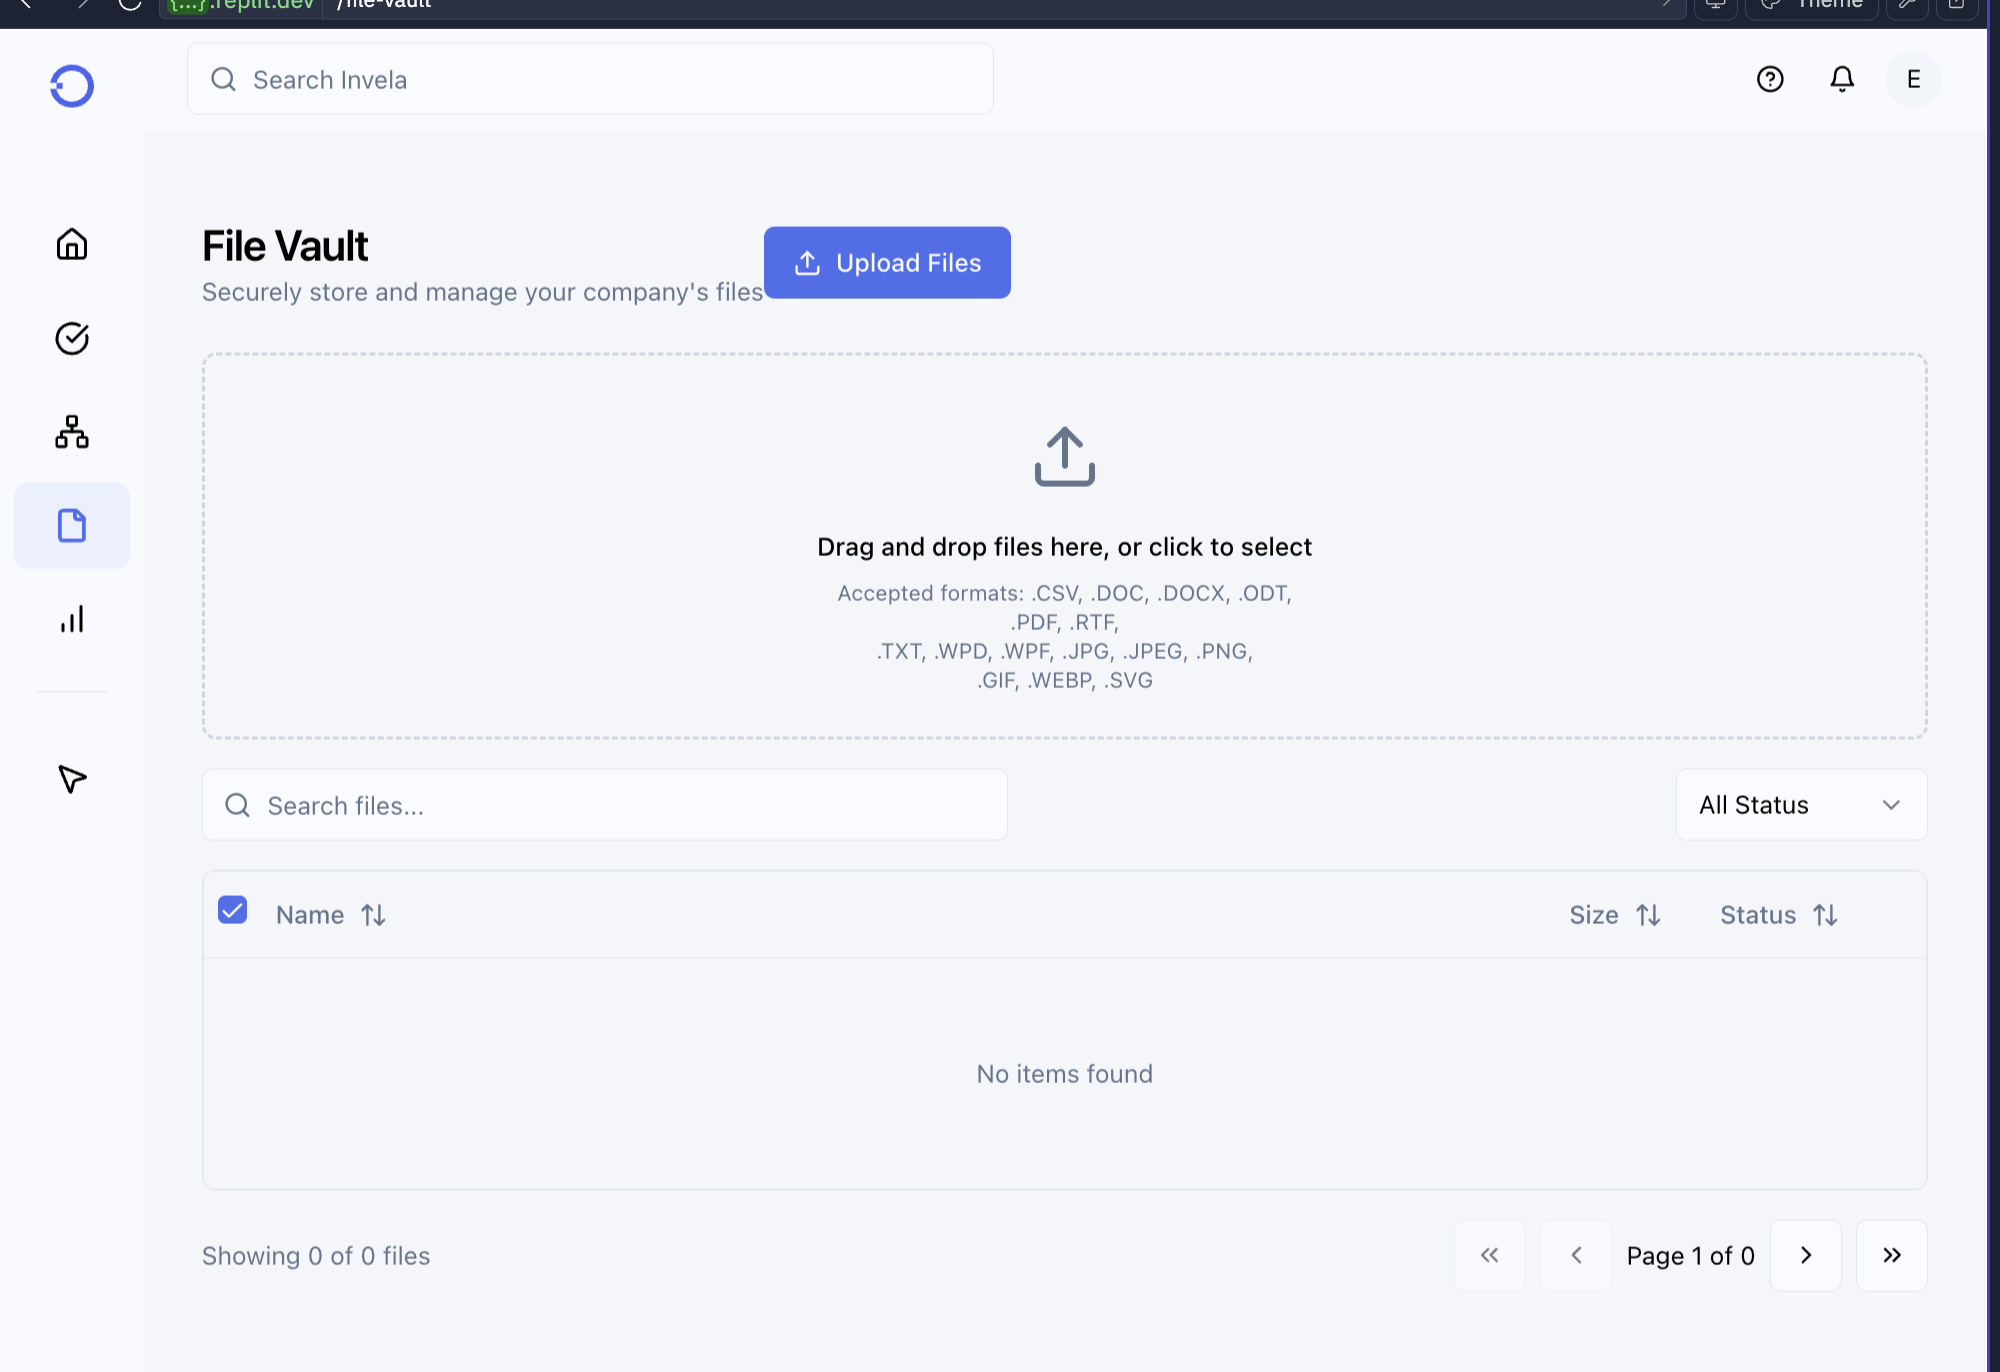 {...}.replit.dev /file-vault
Theme
Search Invela
E
File Vault
Securely store and manage your company's files
Upload Files
Drag and drop files here, or click to select
Accepted formats: .CSV, .DOC, .DOCX, .ODT,
.PDF, .RTF,
.TXT, .WPD, .WPF, .JPG, .JPEG, .PNG,
.GIF, .WEBP, .SVG
Search files...
All Status
Name
Size
Status
No items found
Showing 0 of 0 files
Page 1 of 0